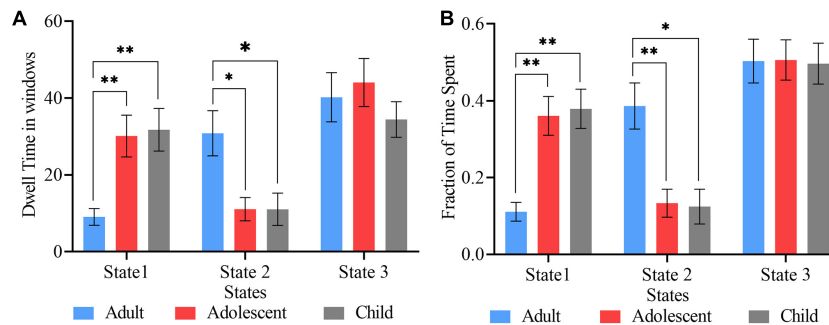 A
Dwell Time in windows
60
40
20
0
**
**
*
*
State1
State 2
State 3
States
Adult
Adolescent
Child
B
Fraction of Time Spent
0.6
0.4
0.2
0.0
**
**
*
**
State1
State 2
State 3
States
Adult
Adolescent
Child